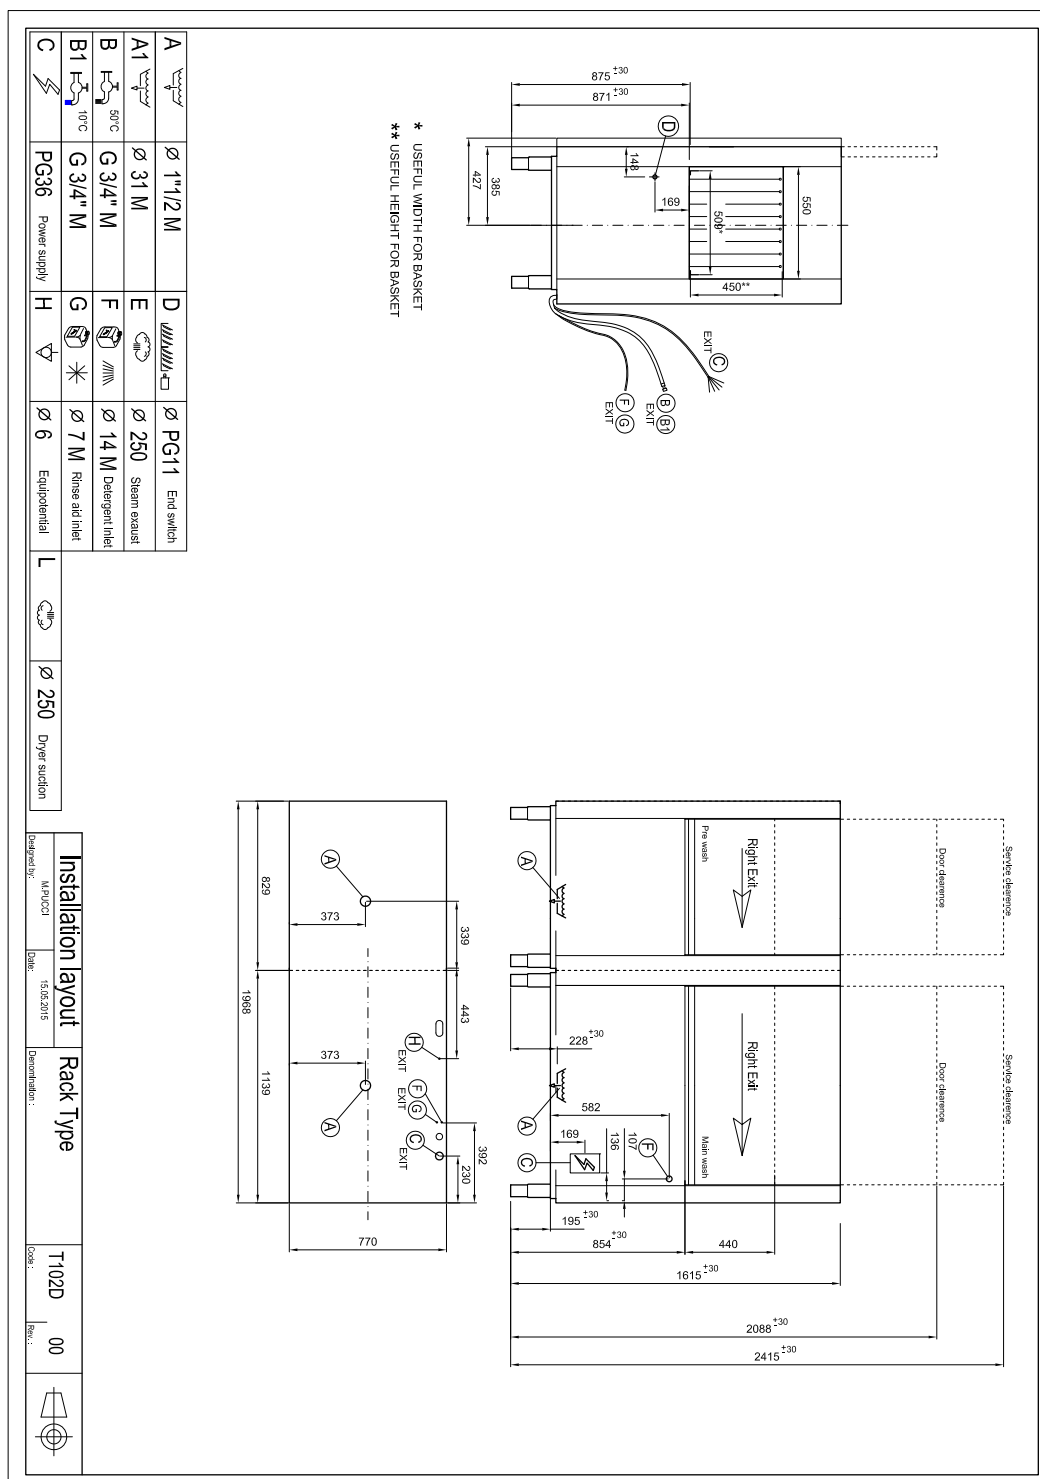 875 ±30
871 ±30
D
148
385
427
169
509*
550
450**
* USEFUL WIDTH FOR BASKET
** USEFUL HEIGHT FOR BASKET
C
EXIT
B B1
EXIT
F G
EXIT
Service clearence
Door clearence
Right Exit
Pre wash
A
Service clearence
Door clearence
Right Exit
Main wash
228 ±30
A
582
169
136
107
F
C
195 ±30
854 ±30
440
1615 ±30
2088 ±30
2415 ±30
A
373
829
339
443
1968
H
EXIT
373
A
1139
F
G
EXIT
C
EXIT
392
230
770
A Ø 1"1/2 M D Ø PG11 End switch
A1 Ø 31 M E Ø 250 Steam exaust
B 50°C G 3/4" M F Ø 14 M Detergent inlet
B1 10°C G 3/4" M G Ø 7 M Rinse aid inlet
C PG36 Power supply H Ø 6 Equipotential L Ø 250 Dryer suction
Installation layout
Designed by: M.PUCCI
Date: 15.05.2015
Rack Type
Denomination :
T102D
Code :
00
Rev. :